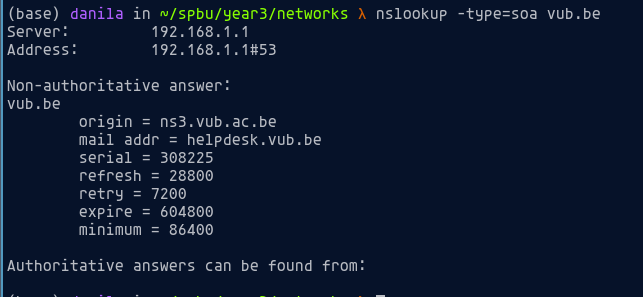 (base) danila in ~/spbu/year3/networks λ nslookup -type=soa vub.be
Server: 192.168.1.1
Address: 192.168.1.1#53
Non-authoritative answer:
vub.be
origin = ns3.vub.ac.be
mail addr = helpdesk.vub.be
serial = 308225
refresh = 28800
retry = 7200
expire = 604800
minimum = 86400
Authoritative answers can be found from: